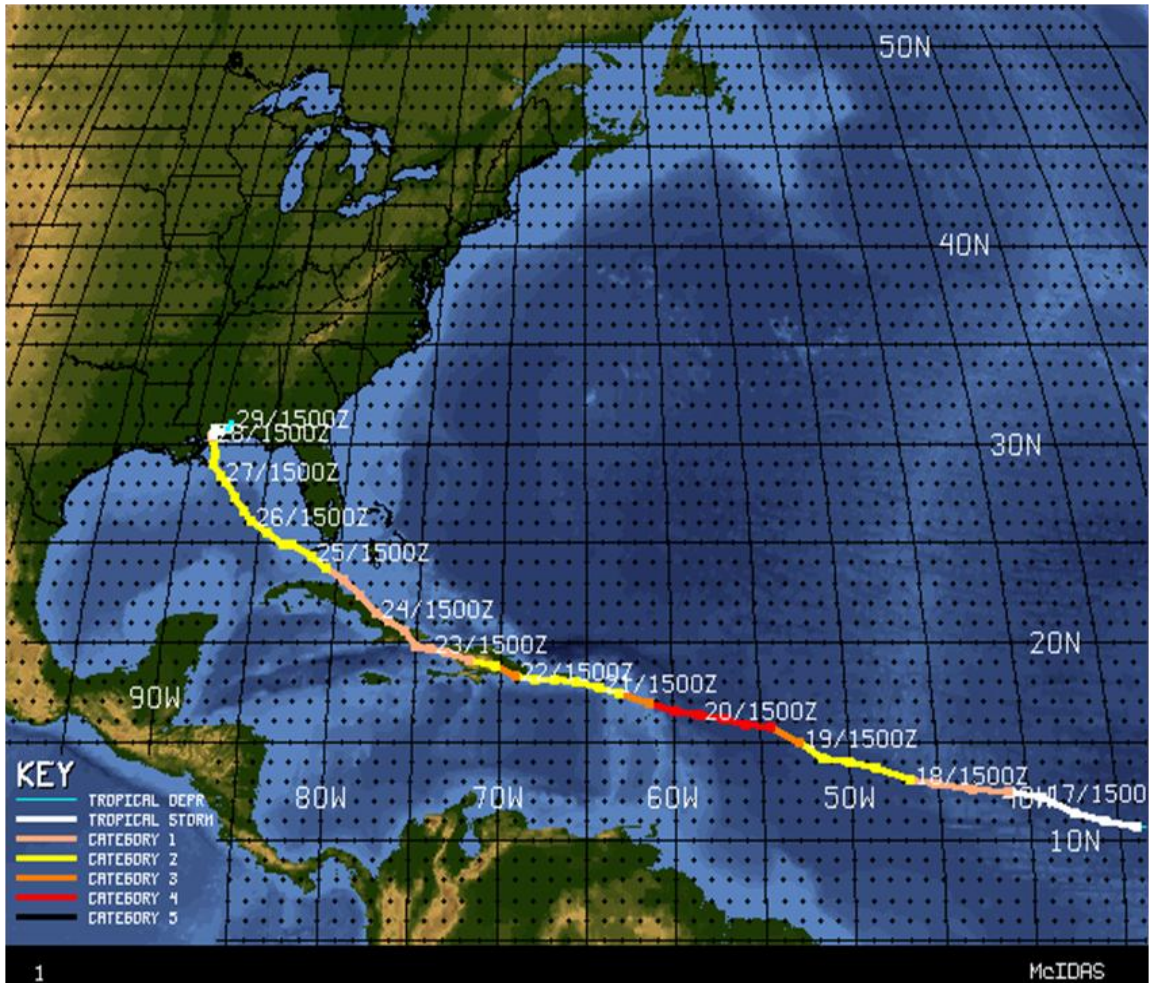 50N
40N
29/1500Z
28/1500Z
30N
27/1500Z
26/1500Z
25/1500Z
24/1500Z
23/1500Z
20N
22/1500Z
21/1500Z
90W
20/1500Z
19/1500Z
KEY
18/1500Z
80W
70W
60W
50W
40W
17/1500
TROPICAL DEPR
TROPICAL STORM
10N
CATEGORY 1
CATEGORY 2
CATEGORY 3
CATEGORY 4
CATEGORY 5
1
McIDAS